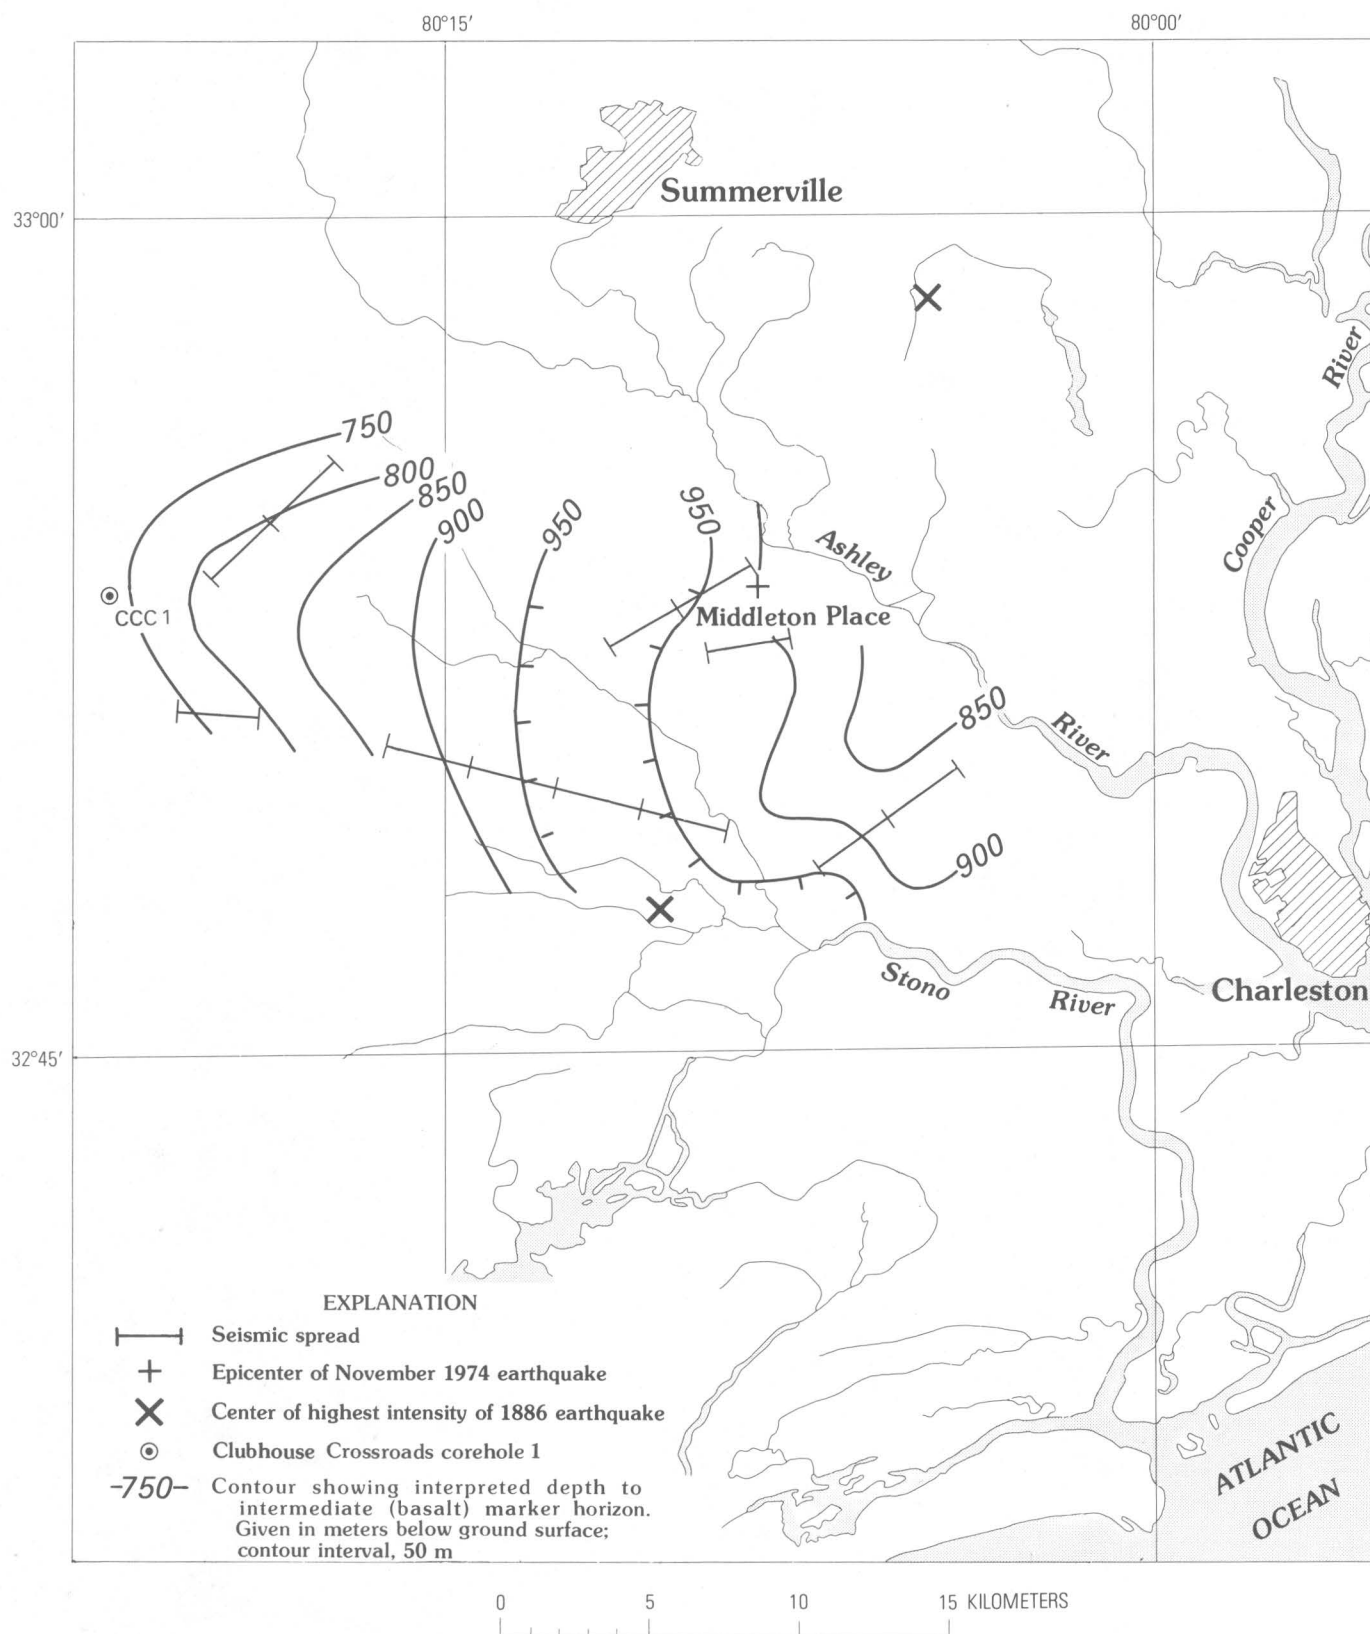 80°15′ 80°00′
Summerville
33°00′
River
750
800
850
900
950
950
Cooper
Ashley
CCC 1
Middleton Place
850
River
900
Stono
River
Charleston
32°45′
EXPLANATION
Seismic spread
Epicenter of November 1974 earthquake
Center of highest intensity of 1886 earthquake
Clubhouse Crossroads corehole 1
-750- Contour showing interpreted depth to
intermediate (basalt) marker horizon.
Given in meters below ground surface;
contour interval, 50 m
ATLANTIC
OCEAN
0 5 10 15 KILOMETERS